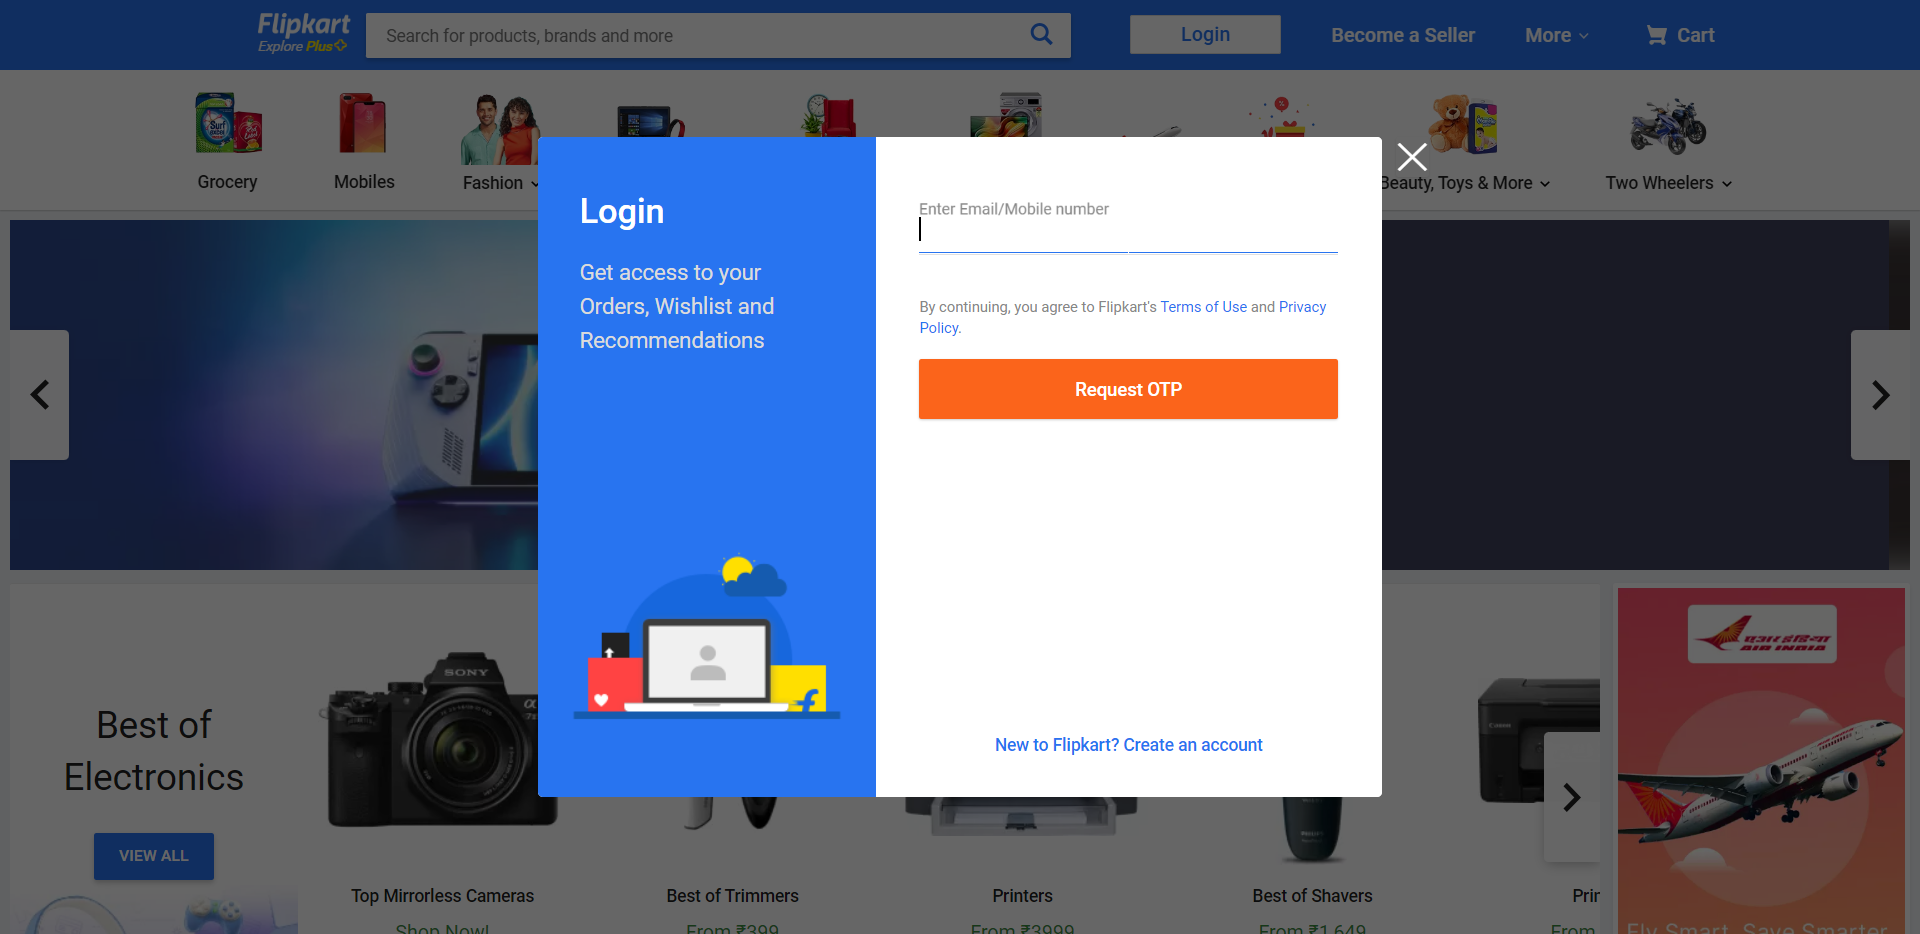 Flipkart
Explore Plus
Search for products, brands and more
Login
Become a Seller
More
Cart
Grocery
Mobiles
Fashion
Beauty, Toys & More
Two Wheelers
Login
Get access to your
Orders, Wishlist and
Recommendations
Enter Email/Mobile number
By continuing, you agree to Flipkart's Terms of Use and Privacy
Policy.
Request OTP
New to Flipkart? Create an account
Best of
Electronics
VIEW ALL
SONY
Top Mirrorless Cameras
Shop Now!
Best of Trimmers
From ₹399
Printers
From ₹3999
PHILIPS
Best of Shavers
From ₹1,649
Canon
From
एअर इंडिया
AIR INDIA
Fly Smart, Save Smarter